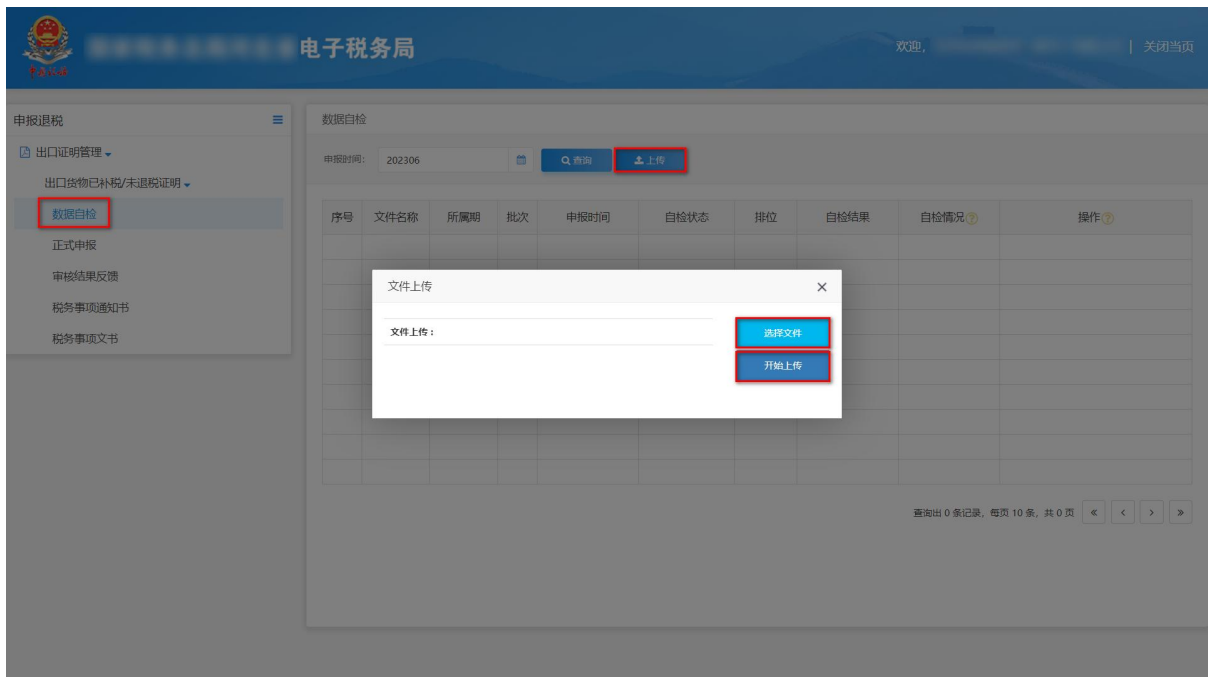 电子税务局
欢迎,
| 关闭当页
申报退税
数据自检
出口证明管理
申报时间: 202306 查询 上传
出口货物已补税/未退税证明
数据自检
序号 文件名称 所属期 批次 申报时间 自检状态 排位 自检结果 自检情况 操作
正式申报
审核结果反馈
税务事项通知书
税务事项文书
文件上传
×
文件上传:
选择文件
开始上传
查询出 0 条记录, 每页 10 条, 共 0 页 « < > »